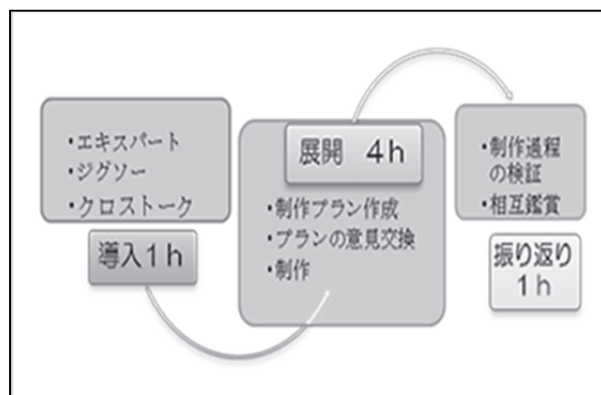 ・エキスパート
・ジグソー
・クロストーク
導入1h
展開 4h
・制作プラン作成
・プランの意見交換
・制作
・制作過程
の検証
・相互鑑賞
振り返り
1h